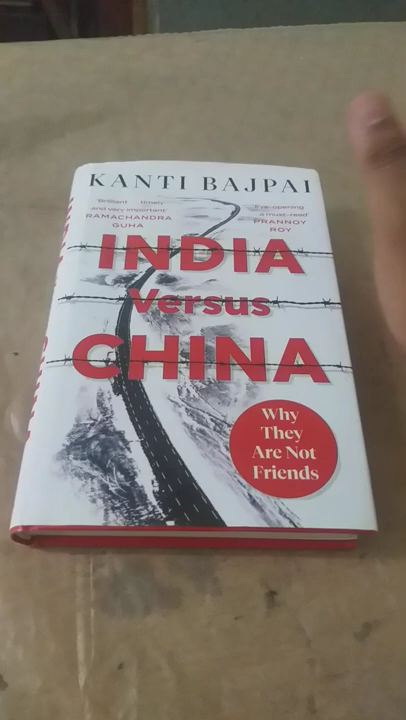 KANTI BAJPAI
'Brilliant timely
and very important'
RAMACHANDRA
GUHA
'Eye-opening
a must-read'
PRANNOY
ROY
INDIA
Versus
CHINA
Why
They
Are Not
Friends